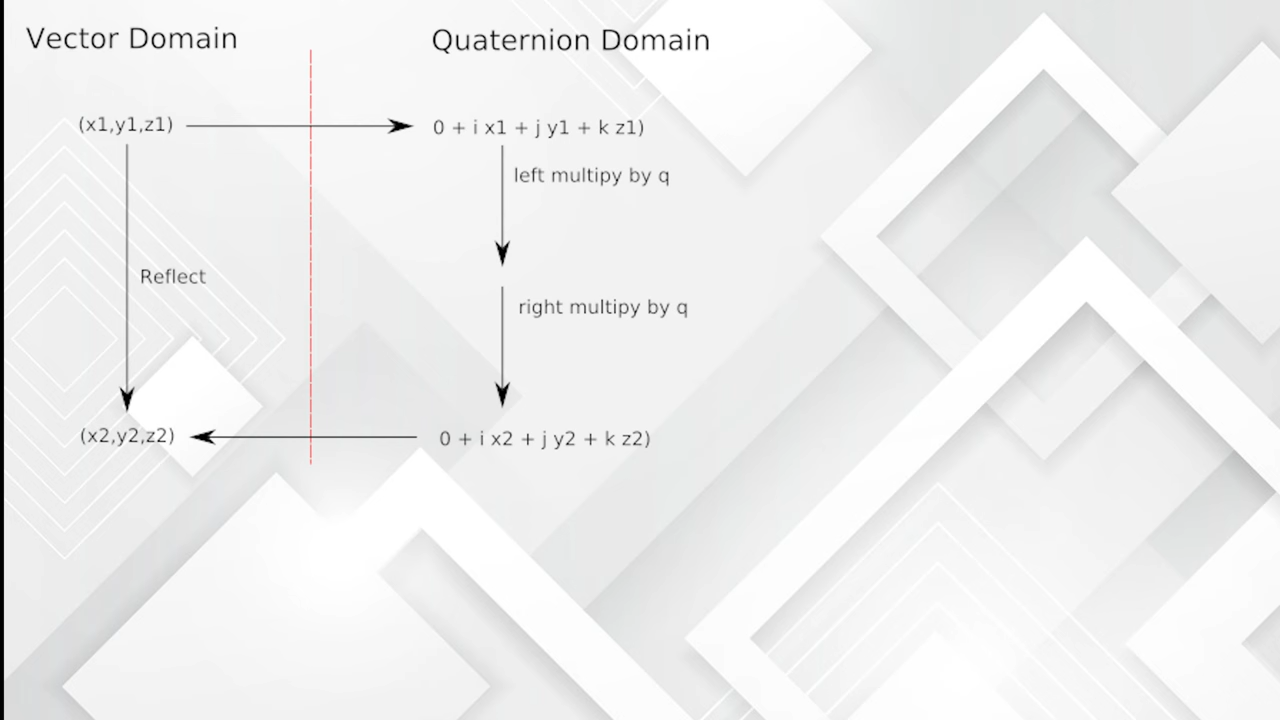 Vector Domain
Quaternion Domain
(x1,y1,z1)
0 + i x1 + j y1 + k z1)
left multipy by q
Reflect
right multipy by q
(x2,y2,z2)
0 + i x2 + j y2 + k z2)